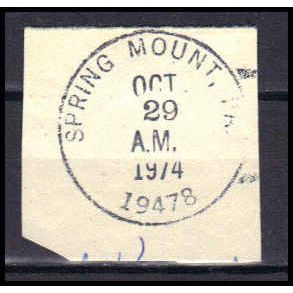 SPRING MOUNT, PA.
OCT
29
A.M.
1974
19478